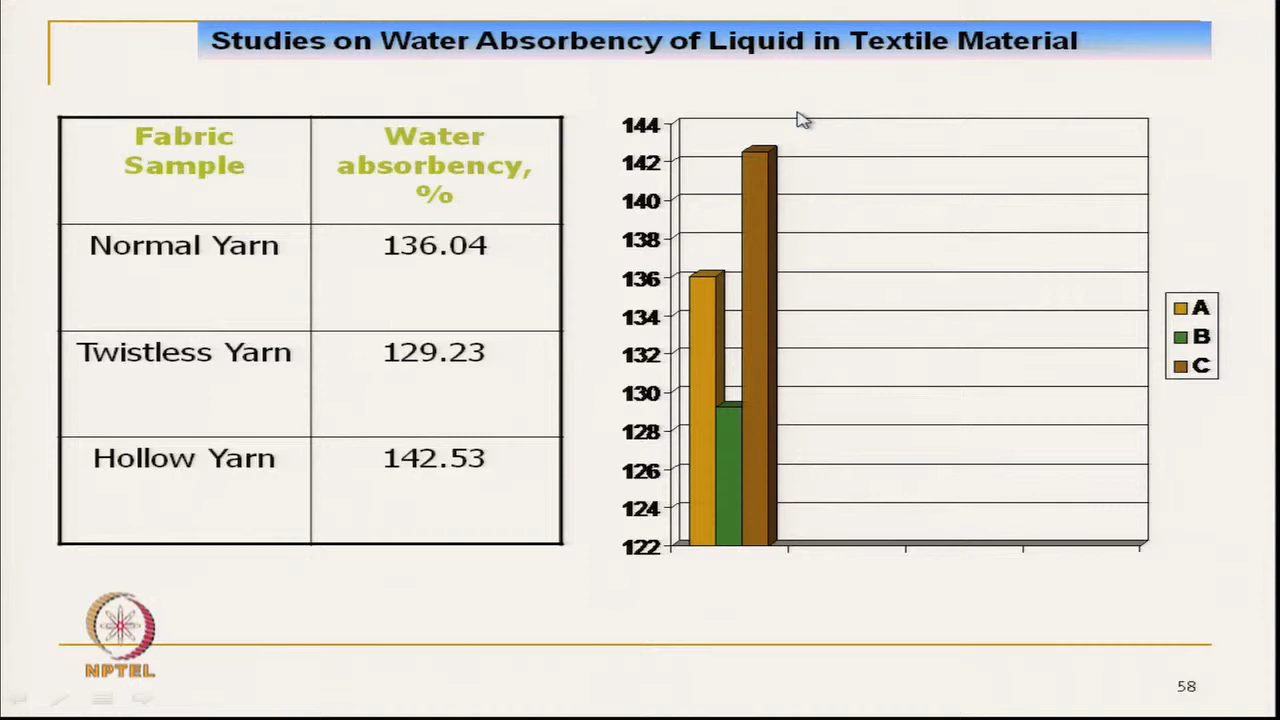 Studies on Water Absorbency of Liquid in Textile Material
Fabric
Sample
Water
absorbency,
%
Normal Yarn
136.04
Twistless Yarn
129.23
Hollow Yarn
142.53
144
142
140
138
136
134
132
130
128
126
124
122
A
B
C
NPTEL
58